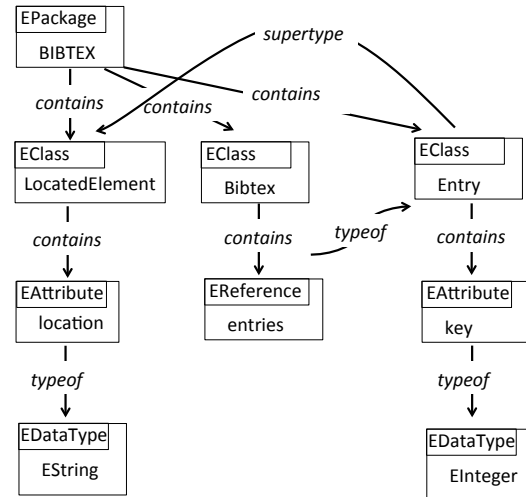 EPackage
BIBTEX
supertype
contains
contains
contains
EClass
LocatedElement
EClass
Bibtex
EClass
Entry
contains
contains
typeof
contains
EAttribute
location
EReference
entries
EAttribute
key
typeof
typeof
EDataType
EString
EDataType
EInteger